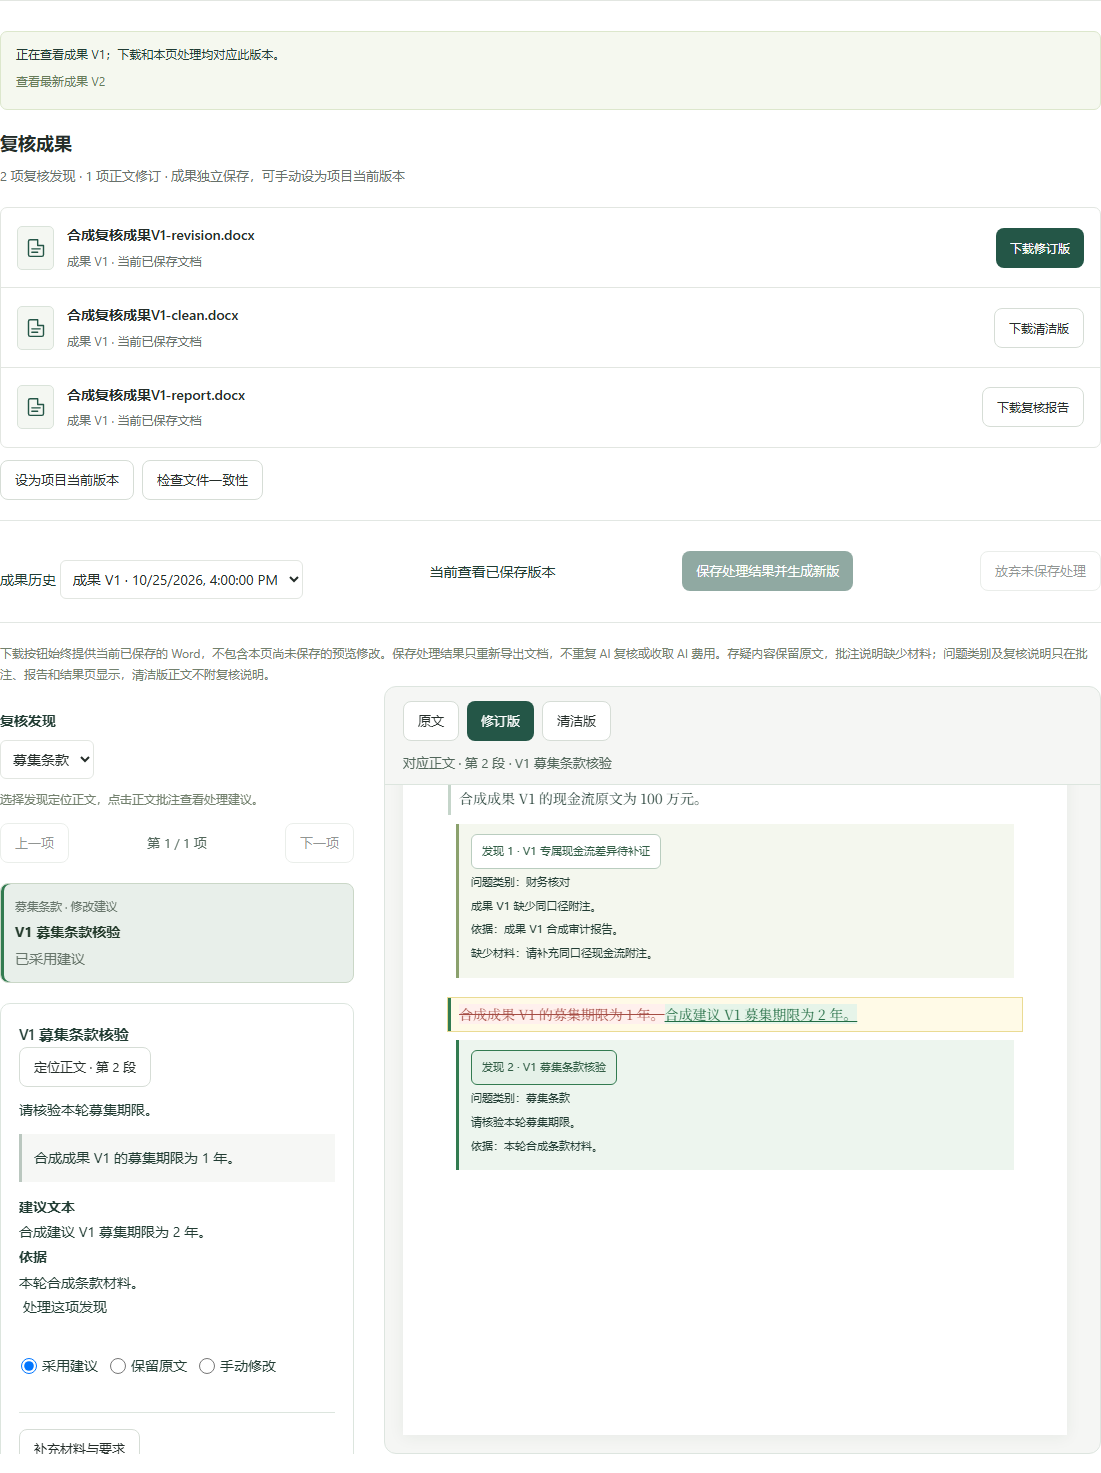 正在查看成果 V1；下载和本页处理均对应此版本。
查看最新成果 V2
复核成果
2 项复核发现 · 1 项正文修订 · 成果独立保存，可手动设为项目当前版本
合成复核成果V1-revision.docx
成果 V1 · 当前已保存文档
下载修订版
合成复核成果V1-clean.docx
成果 V1 · 当前已保存文档
下载清洁版
合成复核成果V1-report.docx
成果 V1 · 当前已保存文档
下载复核报告
设为项目当前版本
检查文件一致性
成果历史
成果 V1 · 10/25/2026, 4:00:00 PM
当前查看已保存版本
保存处理结果并生成新版
放弃未保存处理
下载按钮始终提供当前已保存的 Word，不包含本页尚未保存的预览修改。保存处理结果只重新导出文档，不重复 AI 复核或收取 AI 费用。存疑内容保留原文，批注说明缺少材料；问题类别及复核说明只在批
注、报告和结果页显示，清洁版正文不附复核说明。
复核发现
募集条款
选择发现定位正文，点击正文批注查看处理建议。
上一项
第 1 / 1 项
下一项
募集条款 · 修改建议
V1 募集条款核验
已采用建议
V1 募集条款核验
定位正文 · 第 2 段
请核验本轮募集期限。
合成成果 V1 的募集期限为 1 年。
建议文本
合成建议 V1 募集期限为 2 年。
依据
本轮合成条款材料。
处理这项发现
采用建议
保留原文
手动修改
补充材料与要求
原文
修订版
清洁版
对应正文 · 第 2 段 · V1 募集条款核验
合成成果 V1 的现金流原文为 100 万元。
发现 1 · V1 专属现金流差异待补证
问题类别：财务核对
成果 V1 缺少同口径附注。
依据：成果 V1 合成审计报告。
缺少材料：请补充同口径现金流附注。
合成成果 V1 的募集期限为 1 年。合成建议 V1 募集期限为 2 年。
发现 2 · V1 募集条款核验
问题类别：募集条款
请核验本轮募集期限。
依据：本轮合成条款材料。